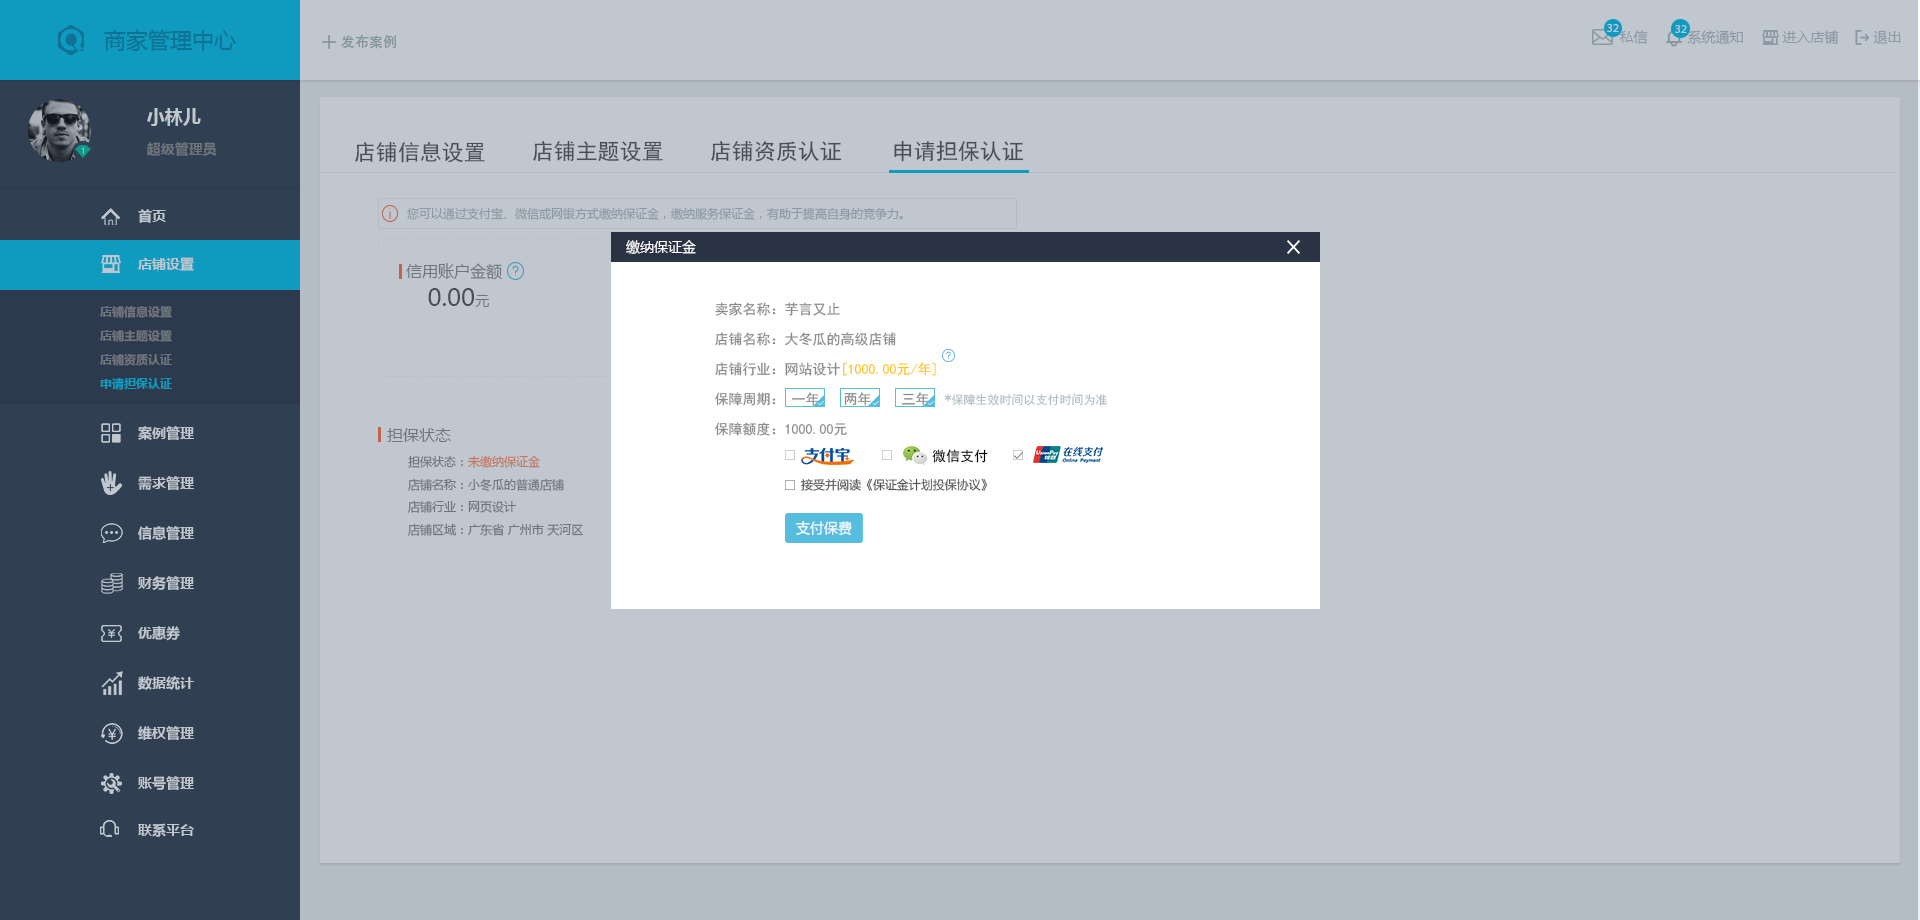 商家管理中心
发布案例
32
私信
32
系统通知
进入店铺
退出
小林儿
超级管理员
1
首页
店铺设置
店铺信息设置
店铺主题设置
店铺资质认证
申请担保认证
案例管理
需求管理
信息管理
财务管理
优惠券
数据统计
维权管理
账号管理
联系平台
店铺信息设置 店铺主题设置 店铺资质认证 申请担保认证
您可以通过支付宝、微信或网银方式缴纳保证金，缴纳服务保证金，有助于提高自身的竞争力。
信用账户金额 ?
0.00元
担保状态
担保状态：未缴纳保证金
店铺名称：小冬瓜的普通店铺
店铺行业：网页设计
店铺区域：广东省 广州市 天河区
缴纳保证金
卖家名称：芋言又止
店铺名称：大冬瓜的高级店铺
店铺行业：网站设计[1000.00元/年] ?
保障周期：一年 两年 三年 *保障生效时间以支付时间为准
保障额度：1000.00元
支付宝 微信支付 UnionPay 银联 在线支付 Online Payment
接受并阅读《保证金计划投保协议》
支付保费